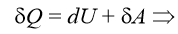 δQ = dU + δA ⇒